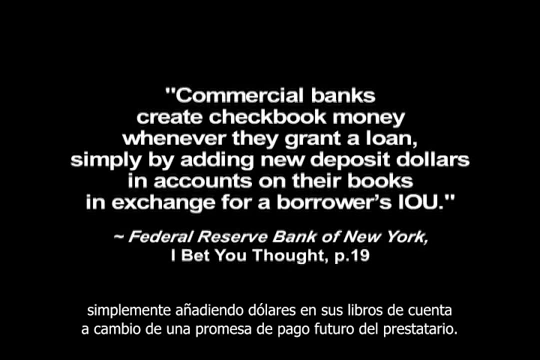 "Commercial banks
create checkbook money
whenever they grant a loan,
simply by adding new deposit dollars
in accounts on their books
in exchange for a borrower's IOU."
~ Federal Reserve Bank of New York,
I Bet You Thought, p.19
simplemente añadiendo dólares en sus libros de cuenta
a cambio de una promesa de pago futuro del prestatario.